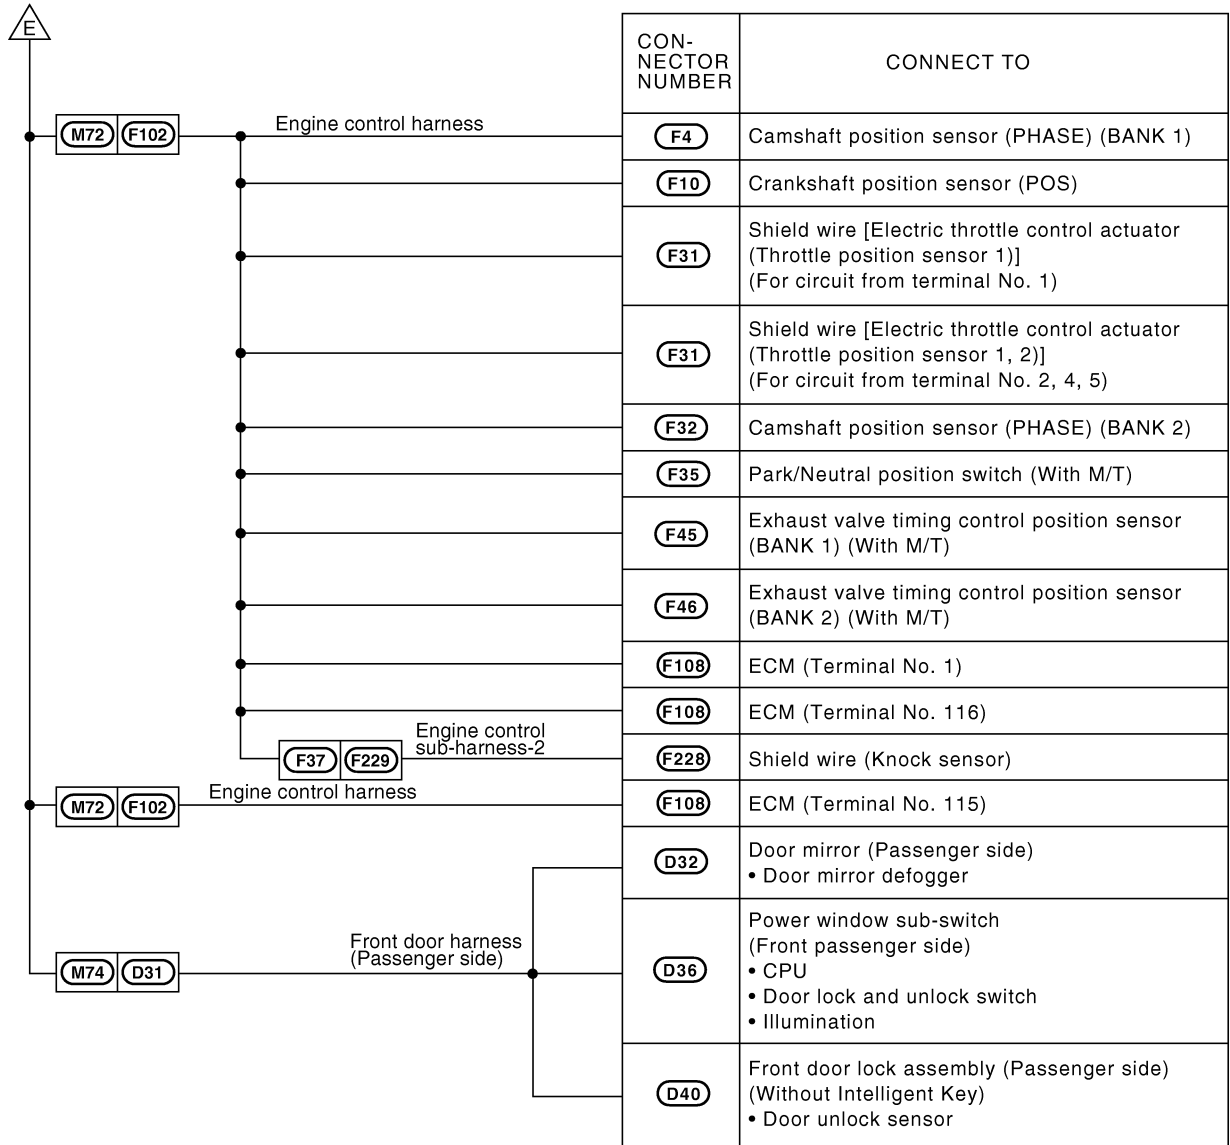 E
CON-
NECTOR
NUMBER
CONNECT TO
M72 F102
Engine control harness
F4
Camshaft position sensor (PHASE) (BANK 1)
F10
Crankshaft position sensor (POS)
F31
Shield wire [Electric throttle control actuator
(Throttle position sensor 1)]
(For circuit from terminal No. 1)
F31
Shield wire [Electric throttle control actuator
(Throttle position sensor 1, 2)]
(For circuit from terminal No. 2, 4, 5)
F32
Camshaft position sensor (PHASE) (BANK 2)
F35
Park/Neutral position switch (With M/T)
F45
Exhaust valve timing control position sensor
(BANK 1) (With M/T)
F46
Exhaust valve timing control position sensor
(BANK 2) (With M/T)
F108
ECM (Terminal No. 1)
F108
ECM (Terminal No. 116)
F37 F229
Engine control
sub-harness-2
F228
Shield wire (Knock sensor)
M72 F102
Engine control harness
F108
ECM (Terminal No. 115)
D32
Door mirror (Passenger side)
• Door mirror defogger
M74 D31
Front door harness
(Passenger side)
D36
Power window sub-switch
(Front passenger side)
• CPU
• Door lock and unlock switch
• Illumination
D40
Front door lock assembly (Passenger side)
(Without Intelligent Key)
• Door unlock sensor